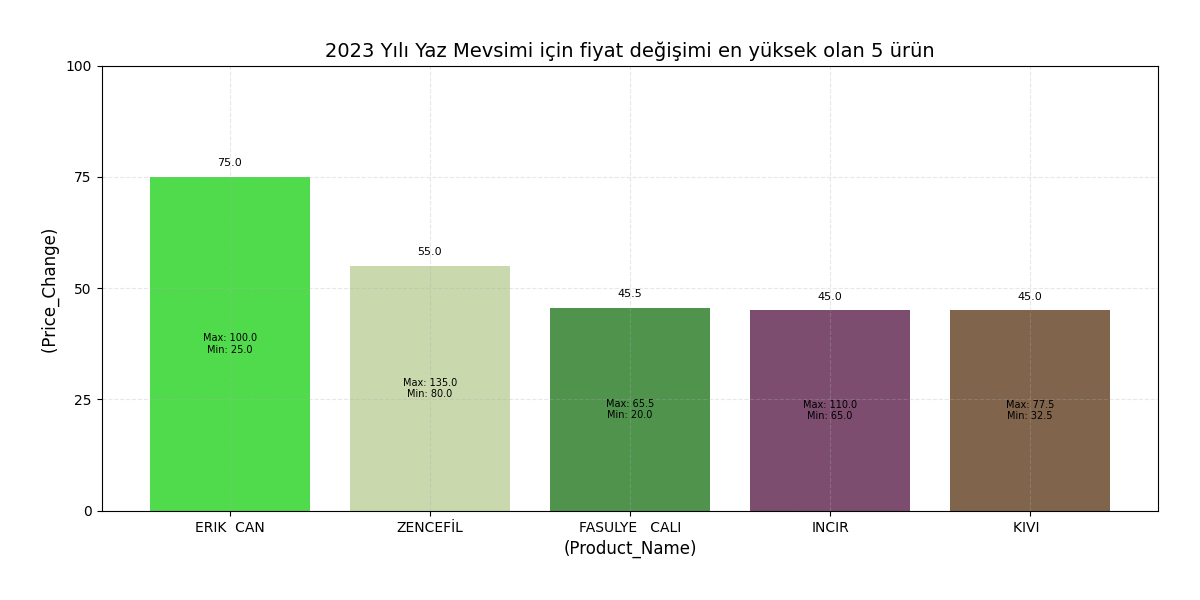 2023 Yılı Yaz Mevsimi için fiyat değişimi en yüksek olan 5 ürün
(Price_Change)
100
75
50
25
0
75.0
55.0
45.5
45.0
45.0
Max: 100.0
Min: 25.0
Max: 135.0
Min: 80.0
Max: 65.5
Min: 20.0
Max: 110.0
Min: 65.0
Max: 77.5
Min: 32.5
ERIK  CAN
ZENCEFİL
FASULYE   CALI
INCIR
KIVI
(Product_Name)